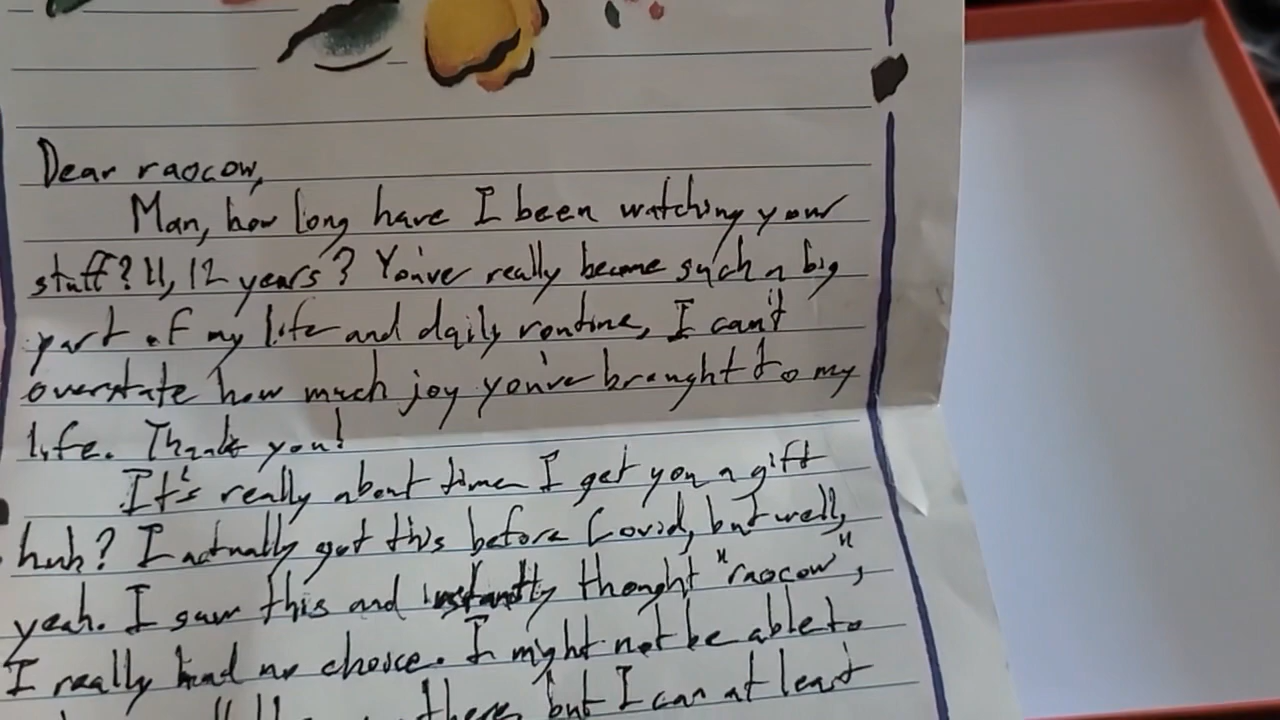 Dear raocow,
Man, how long have I been watching your
stuff? 11, 12 years? You've really become such a big
part of my life and daily routine, I can't
overstate how much joy you've brought to my
life. Thank you!
It's really about time I get you a gift
huh? I actually got this before Covid, but well,
yeah. I saw this and instantly thought "raocow",
I really had no choice. I might not be able to
there, but I can at least